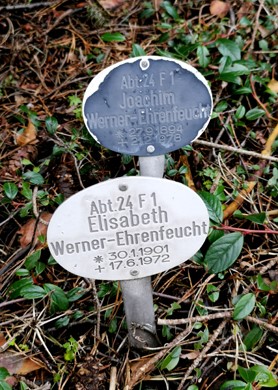 Abt. 24 F 1
Joachim
Werner-Ehrenfeucht
Abt. 24 F 1
Elisabeth
Werner-Ehrenfeucht
* 30.1.1901
+ 17.6.1972